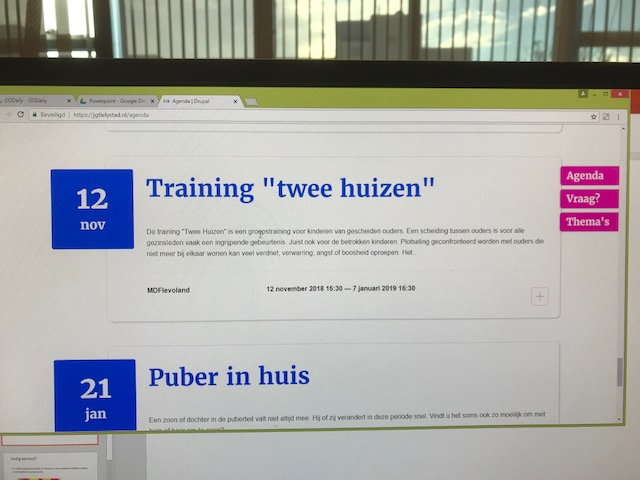 GGDaily - GGDaily
Powerpoint - Google Dri
Agenda | Drupal
Beveiligd | https://jgtlelystad.nl/agenda
12
nov
Training "twee huizen"
De training "Twee Huizen" is een groepstraining voor kinderen van gescheiden ouders. Een scheiding tussen ouders is voor alle
gezinsleden vaak een ingrijpende gebeurtenis. Juist ook voor de betrokken kinderen. Plotseling geconfronteerd worden met ouders die
niet meer bij elkaar wonen kan veel verdriet, verwarring, angst of boosheid oproepen. Het...
MDFlevoland
12 november 2018 15:30 — 7 januari 2019 16:30
Agenda
Vraag?
Thema's
21
jan
Puber in huis
Een zoon of dochter in de puberteit valt niet altijd mee. Hij of zij verandert in deze periode snel. Vindt u het soms ook zo moeilijk om met